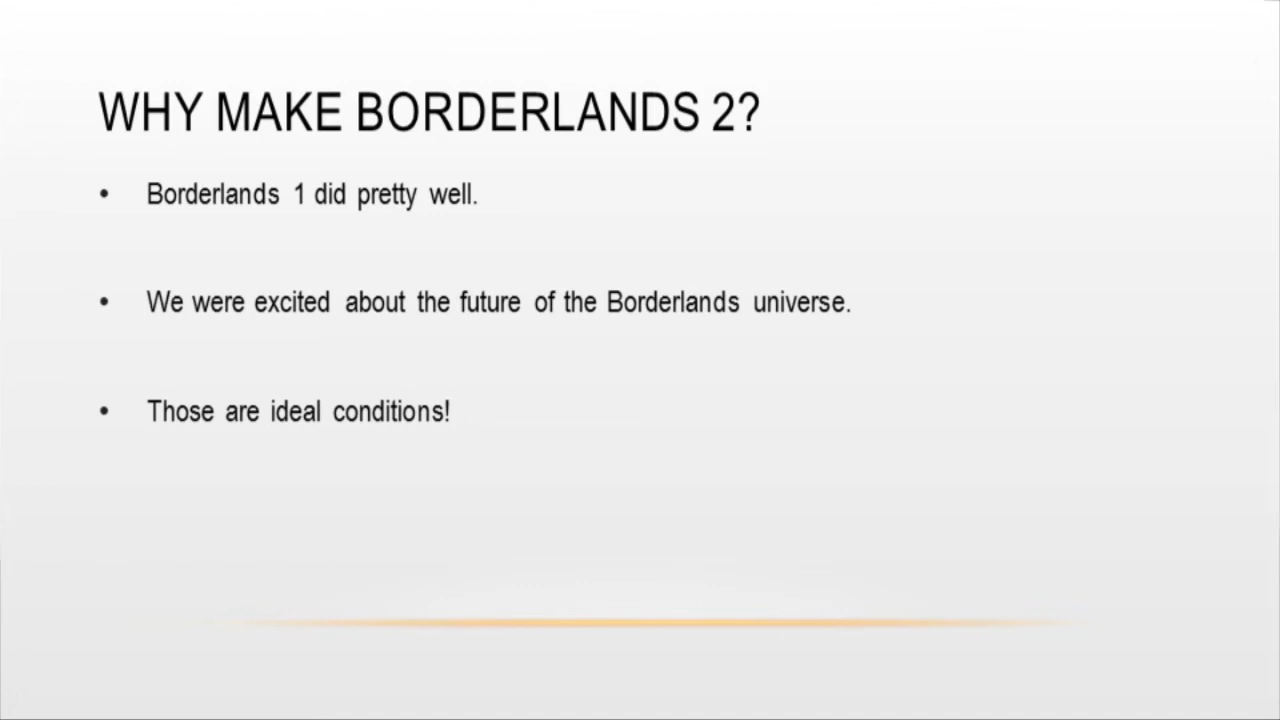 WHY MAKE BORDERLANDS 2?
• Borderlands 1 did pretty well.
• We were excited about the future of the Borderlands universe.
• Those are ideal conditions!